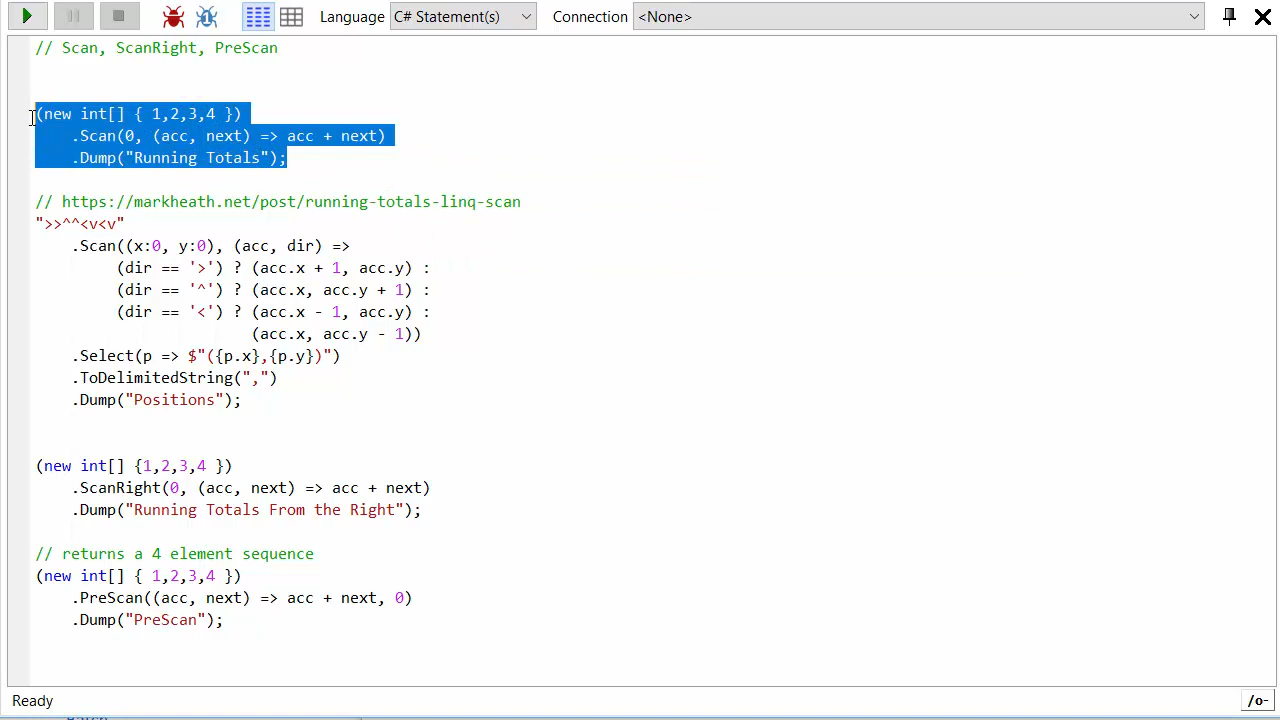 Language C# Statement(s) Connection <None>
// Scan, ScanRight, PreScan
(new int[] { 1,2,3,4 })
.Scan(0, (acc, next) => acc + next)
.Dump("Running Totals");
// https://markheath.net/post/running-totals-linq-scan
">>^^<v<v"
.Scan((x:0, y:0), (acc, dir) =>
(dir == '>') ? (acc.x + 1, acc.y) :
(dir == '^') ? (acc.x, acc.y + 1) :
(dir == '<') ? (acc.x - 1, acc.y) :
(acc.x, acc.y - 1))
.Select(p => $"({p.x},{p.y})")
.ToDelimitedString(",")
.Dump("Positions");
(new int[] {1,2,3,4 })
.ScanRight(0, (acc, next) => acc + next)
.Dump("Running Totals From the Right");
// returns a 4 element sequence
(new int[] { 1,2,3,4 })
.PreScan((acc, next) => acc + next, 0)
.Dump("PreScan");
Ready /o-